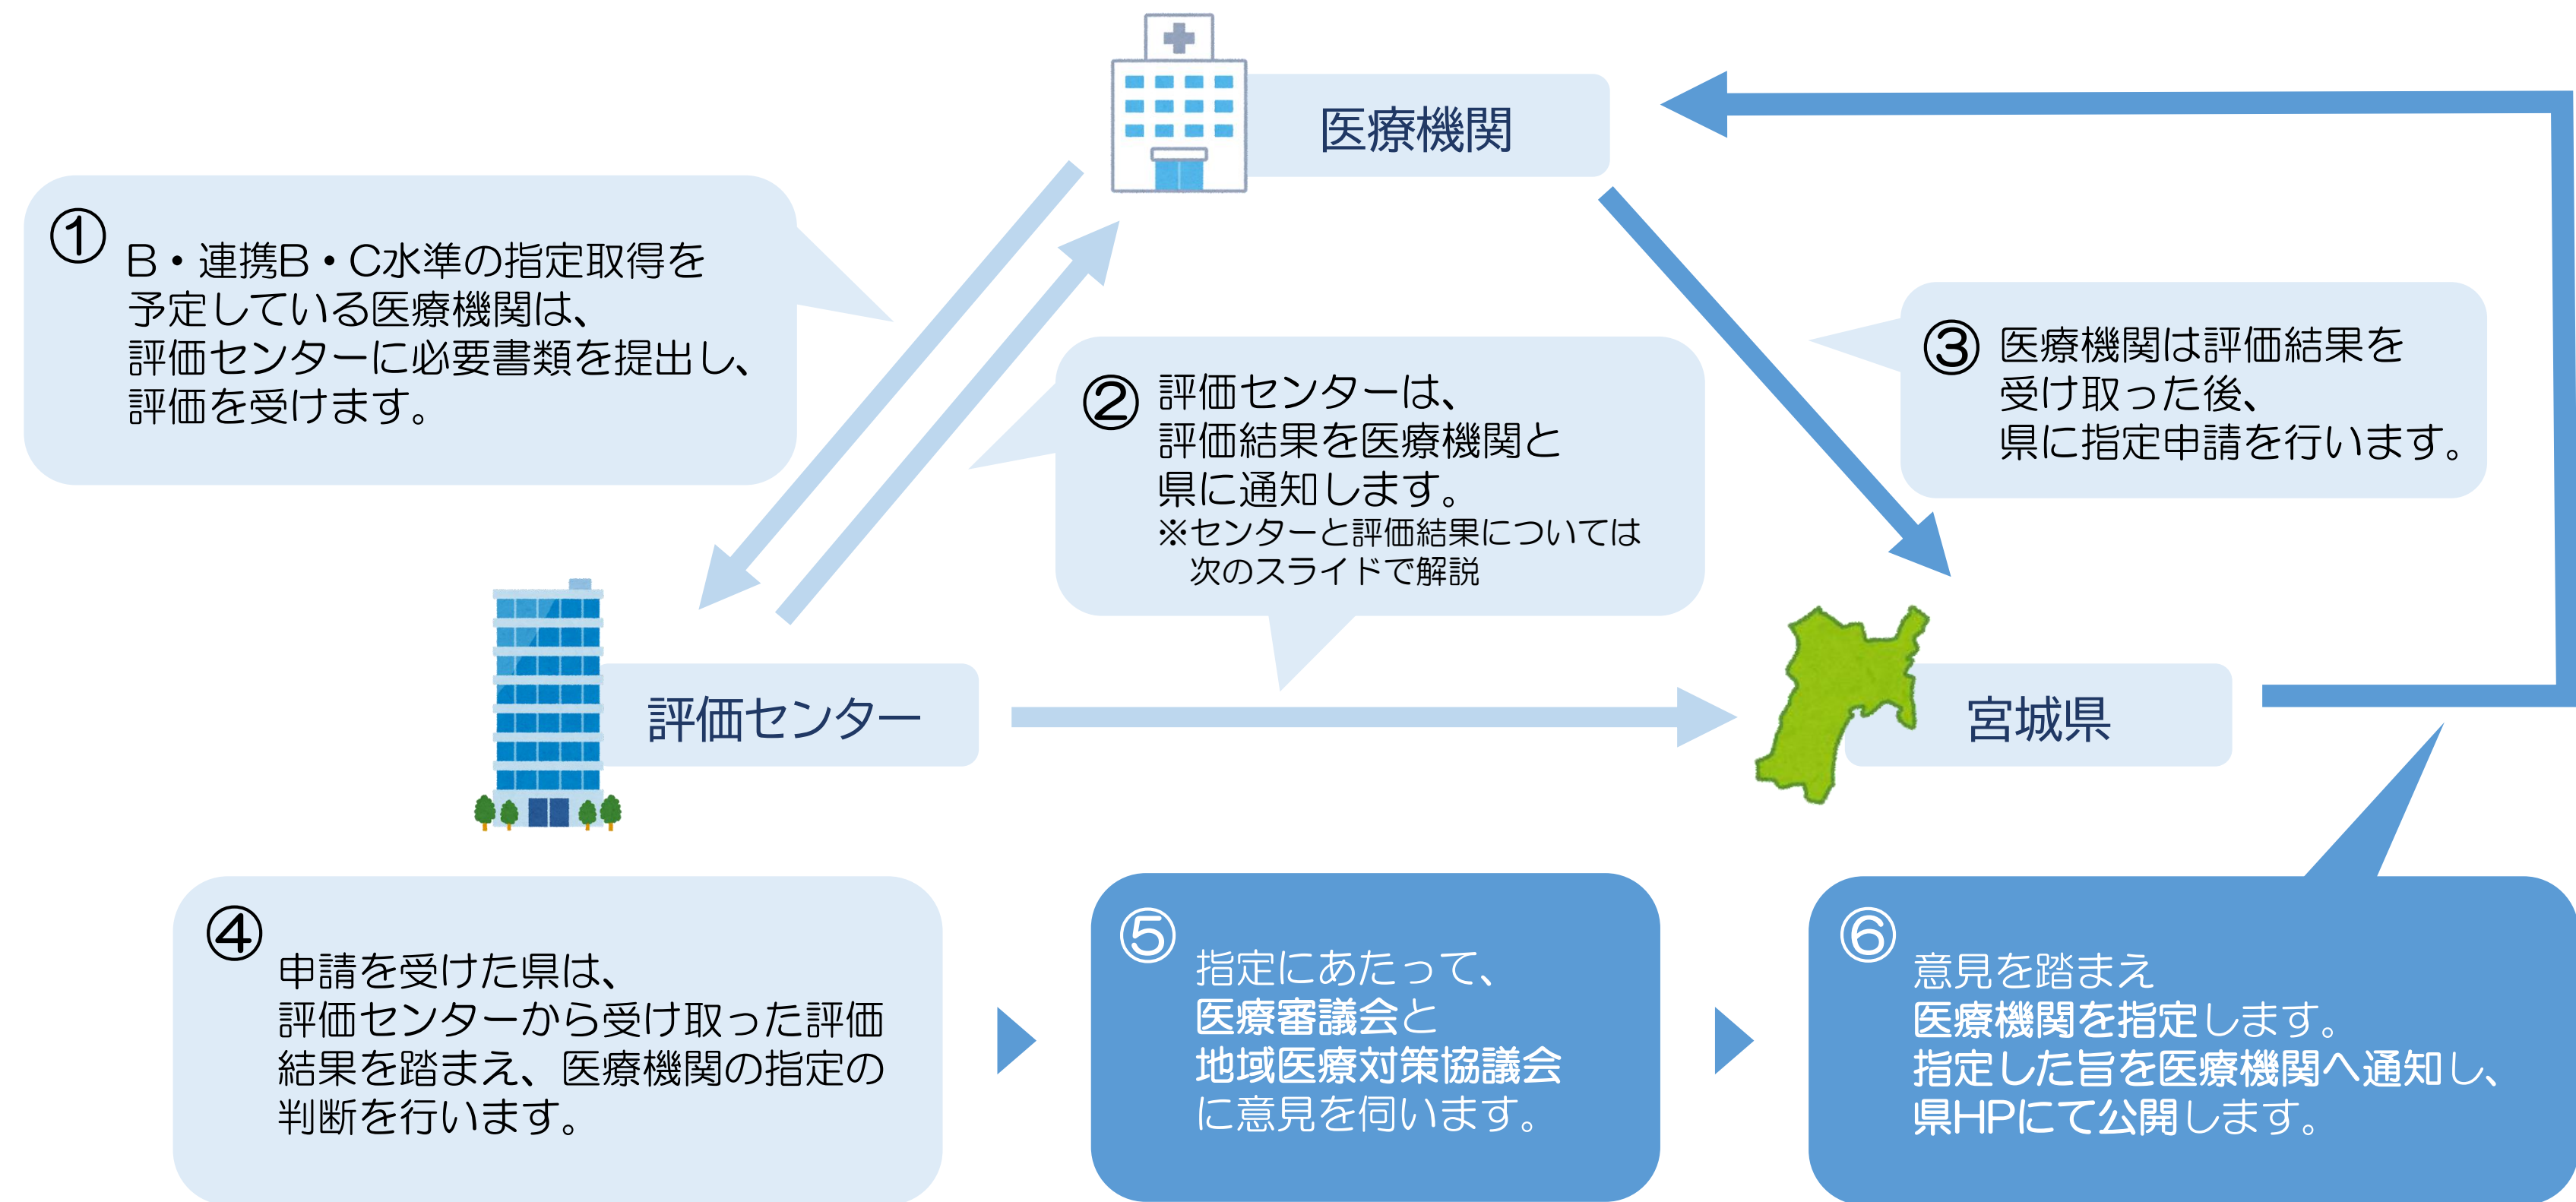 医療機関
①
B・連携B・C水準の指定取得を
予定している医療機関は、
評価センターに必要書類を提出し、
評価を受けます。
②
評価センターは、
評価結果を医療機関と
県に通知します。
※センターと評価結果については
次のスライドで解説
③
医療機関は評価結果を
受け取った後、
県に指定申請を行います。
評価センター
宮城県
④
申請を受けた県は、
評価センターから受け取った評価
結果を踏まえ、医療機関の指定の
判断を行います。
⑤
指定にあたって、
医療審議会と
地域医療対策協議会
に意見を伺います。
⑥
意見を踏まえ
医療機関を指定します。
指定した旨を医療機関へ通知し、
県HPにて公開します。